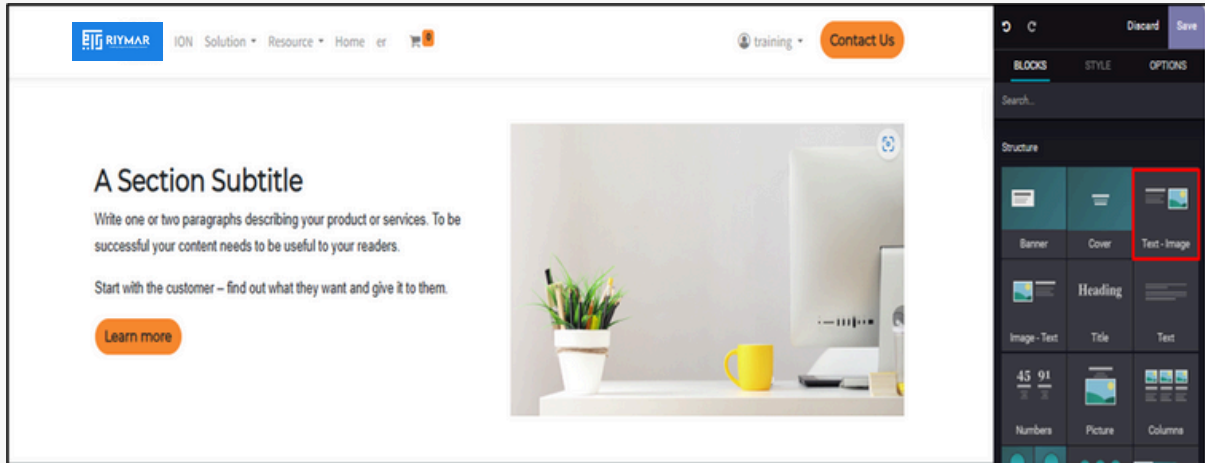 RIYMAR
ION Solution Resource Home er 0
training
Contact Us
A Section Subtitle
Write one or two paragraphs describing your product or services. To be
successful your content needs to be useful to your readers.
Start with the customer – find out what they want and give it to them.
Learn more
Discard Save
BLOCKS STYLE OPTIONS
Search...
Structure
Banner Cover Text - Image
Heading
Image - Text Title Text
45 91
Numbers Picture Columns